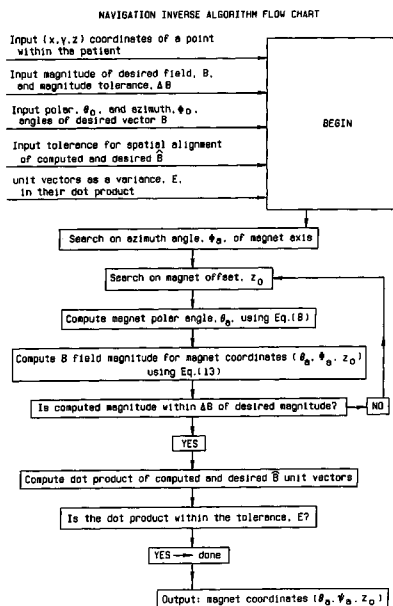 NAVIGATION INVERSE ALGORITHM FLOW CHART
Input (x,y,z) coordinates of a point
within the patient
Input magnitude of desired field, B,
and magnitude tolerance, ΔB
Input polar, θ₀, and azimuth, Φ₀,
angles of desired vector B
Input tolerance for spatial alignment
of computed and desired B̂
unit vectors as a variance, E,
in their dot product
BEGIN
Search on azimuth angle, Φₐ, of magnet axis
Search on magnet offset, z₀
Compute magnet polar angle, θₐ, using Eq.(8)
Compute B field magnitude for magnet coordinates (θₐ, Φₐ, z₀)
using Eq.(13)
Is computed magnitude within ΔB of desired magnitude?
NO
YES
Compute dot product of computed and desired B̂ unit vectors
Is the dot product within the tolerance, E?
YES → done
Output: magnet coordinates (θₐ, ψₐ, z₀)